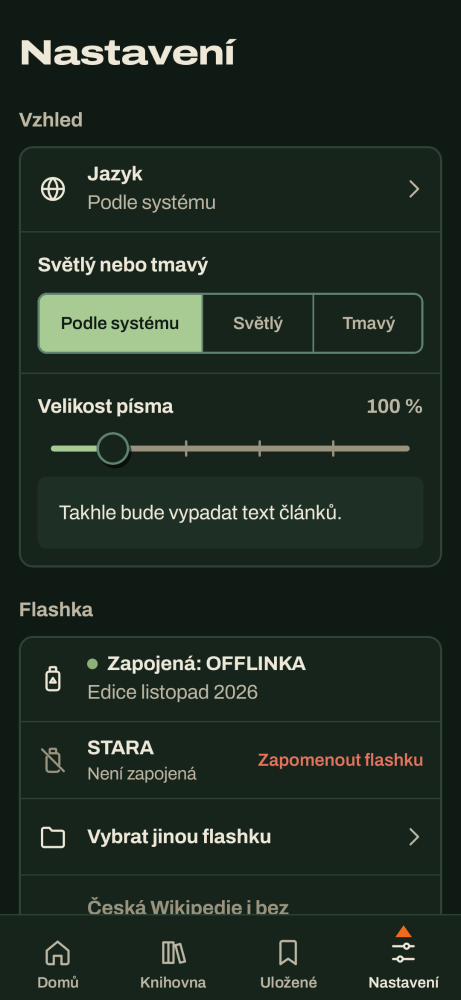 Nastavení
Vzhled
Jazyk
Podle systému
Světlý nebo tmavý
Podle systému
Světlý
Tmavý
Velikost písma
100 %
Takhle bude vypadat text článků.
Flashka
Zapojená: OFFLINKA
Edice listopad 2026
STARA
Není zapojená
Zapomenout flashku
Vybrat jinou flashku
Česká Wikipedie i bez
Domů
Knihovna
Uložené
Nastavení